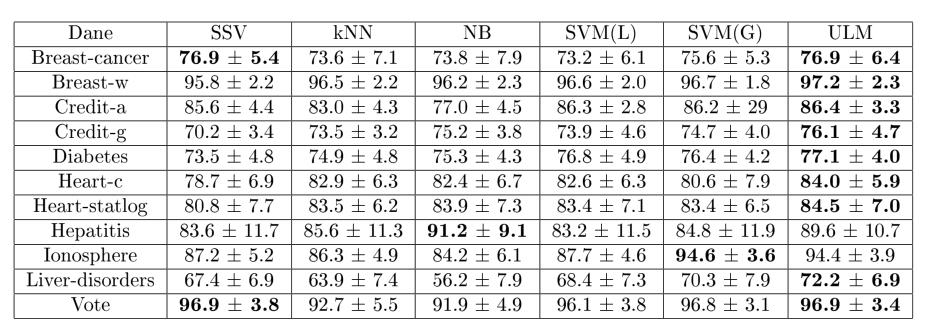 Dane SSV kNN NB SVM(L) SVM(G) ULM
Breast-cancer 76.9 ± 5.4 73.6 ± 7.1 73.8 ± 7.9 73.2 ± 6.1 75.6 ± 5.3 76.9 ± 6.4
Breast-w 95.8 ± 2.2 96.5 ± 2.2 96.2 ± 2.3 96.6 ± 2.0 96.7 ± 1.8 97.2 ± 2.3
Credit-a 85.6 ± 4.4 83.0 ± 4.3 77.0 ± 4.5 86.3 ± 2.8 86.2 ± 29 86.4 ± 3.3
Credit-g 70.2 ± 3.4 73.5 ± 3.2 75.2 ± 3.8 73.9 ± 4.6 74.7 ± 4.0 76.1 ± 4.7
Diabetes 73.5 ± 4.8 74.9 ± 4.8 75.3 ± 4.3 76.8 ± 4.9 76.4 ± 4.2 77.1 ± 4.0
Heart-c 78.7 ± 6.9 82.9 ± 6.3 82.4 ± 6.7 82.6 ± 6.3 80.6 ± 7.9 84.0 ± 5.9
Heart-statlog 80.8 ± 7.7 83.5 ± 6.2 83.9 ± 7.3 83.4 ± 7.1 83.4 ± 6.5 84.5 ± 7.0
Hepatitis 83.6 ± 11.7 85.6 ± 11.3 91.2 ± 9.1 83.2 ± 11.5 84.8 ± 11.9 89.6 ± 10.7
Ionosphere 87.2 ± 5.2 86.3 ± 4.9 84.2 ± 6.1 87.7 ± 4.6 94.6 ± 3.6 94.4 ± 3.9
Liver-disorders 67.4 ± 6.9 63.9 ± 7.4 56.2 ± 7.9 68.4 ± 7.3 70.3 ± 7.9 72.2 ± 6.9
Vote 96.9 ± 3.8 92.7 ± 5.5 91.9 ± 4.9 96.1 ± 3.8 96.8 ± 3.1 96.9 ± 3.4